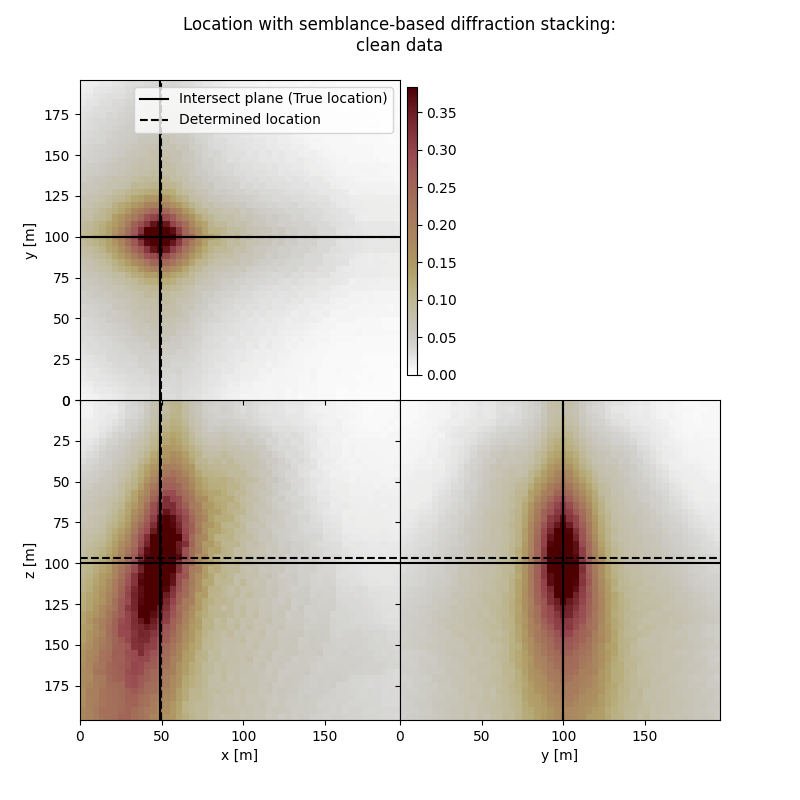 Location with semblance-based diffraction stacking:
clean data
Intersect plane (True location)
Determined location
y [m]
175
150
125
100
75
50
25
0
0.35
0.30
0.25
0.20
0.15
0.10
0.05
0.00
z [m]
0
25
50
75
100
125
150
175
0 50 100 150
x [m]
0 50 100 150
y [m]